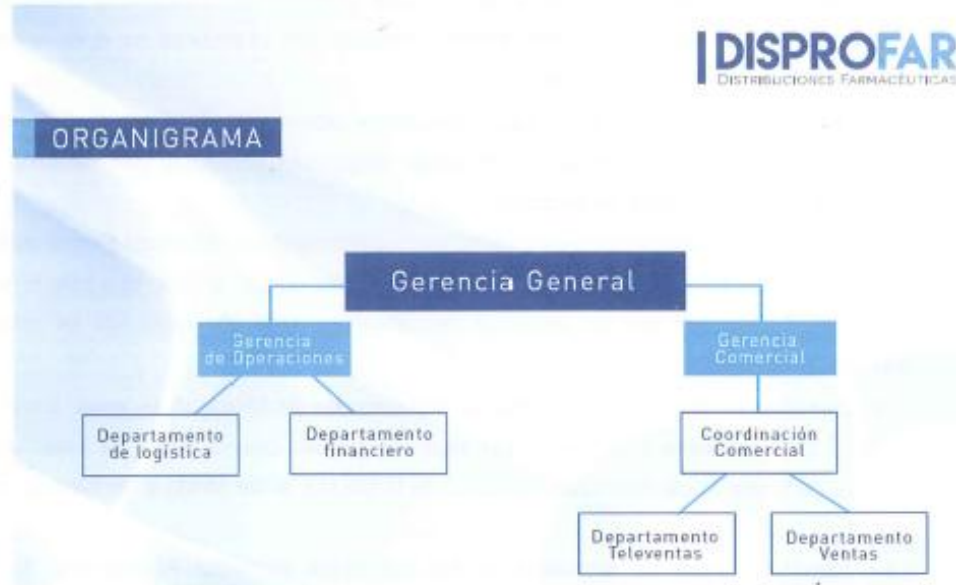 DISPROFAR
DISTRIBUCIONES FARMACÉUTICAS
ORGANIGRAMA
Gerencia General
Gerencia
de Operaciones
Gerencia
Comercial
Departamento
de logística
Departamento
financiero
Coordinación
Comercial
Departamento
Televentas
Departamento
Ventas